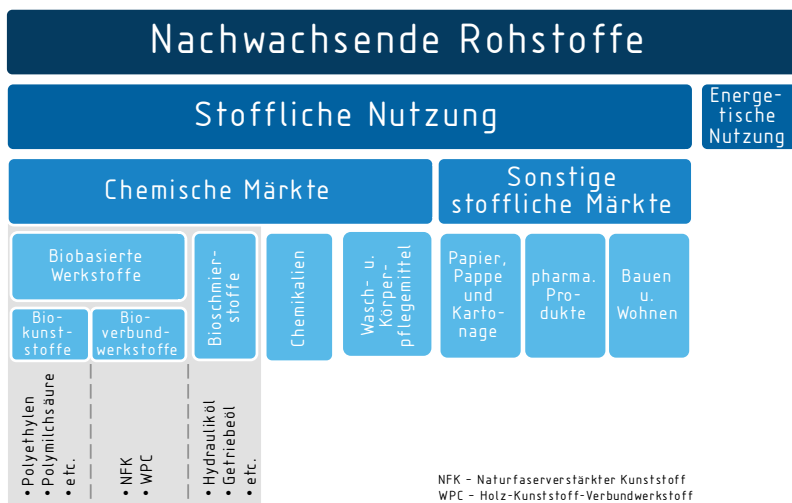 Nachwachsende Rohstoffe
Stoffliche Nutzung
Energe-
tische
Nutzung
Chemische Märkte
Sonstige
stoffliche Märkte
Biobasierte
Werkstoffe
Bio-
kunst-
stoffe
Bio-
verbund-
werkstoffe
Bioschmier-
stoffe
Chemikalien
Wasch- u.
Körper-
pflegemittel
Papier,
Pappe
und
Karto-
nage
pharma.
Pro-
dukte
Bauen
u.
Wohnen
• Polyethylen
• Polymilchsäure
• etc.
• NFK
• WPC
• Hydrauliköl
• Getriebeöl
• etc.
NFK - Naturfaserverstärkter Kunststoff
WPC - Holz-Kunststoff-Verbundwerkstoff